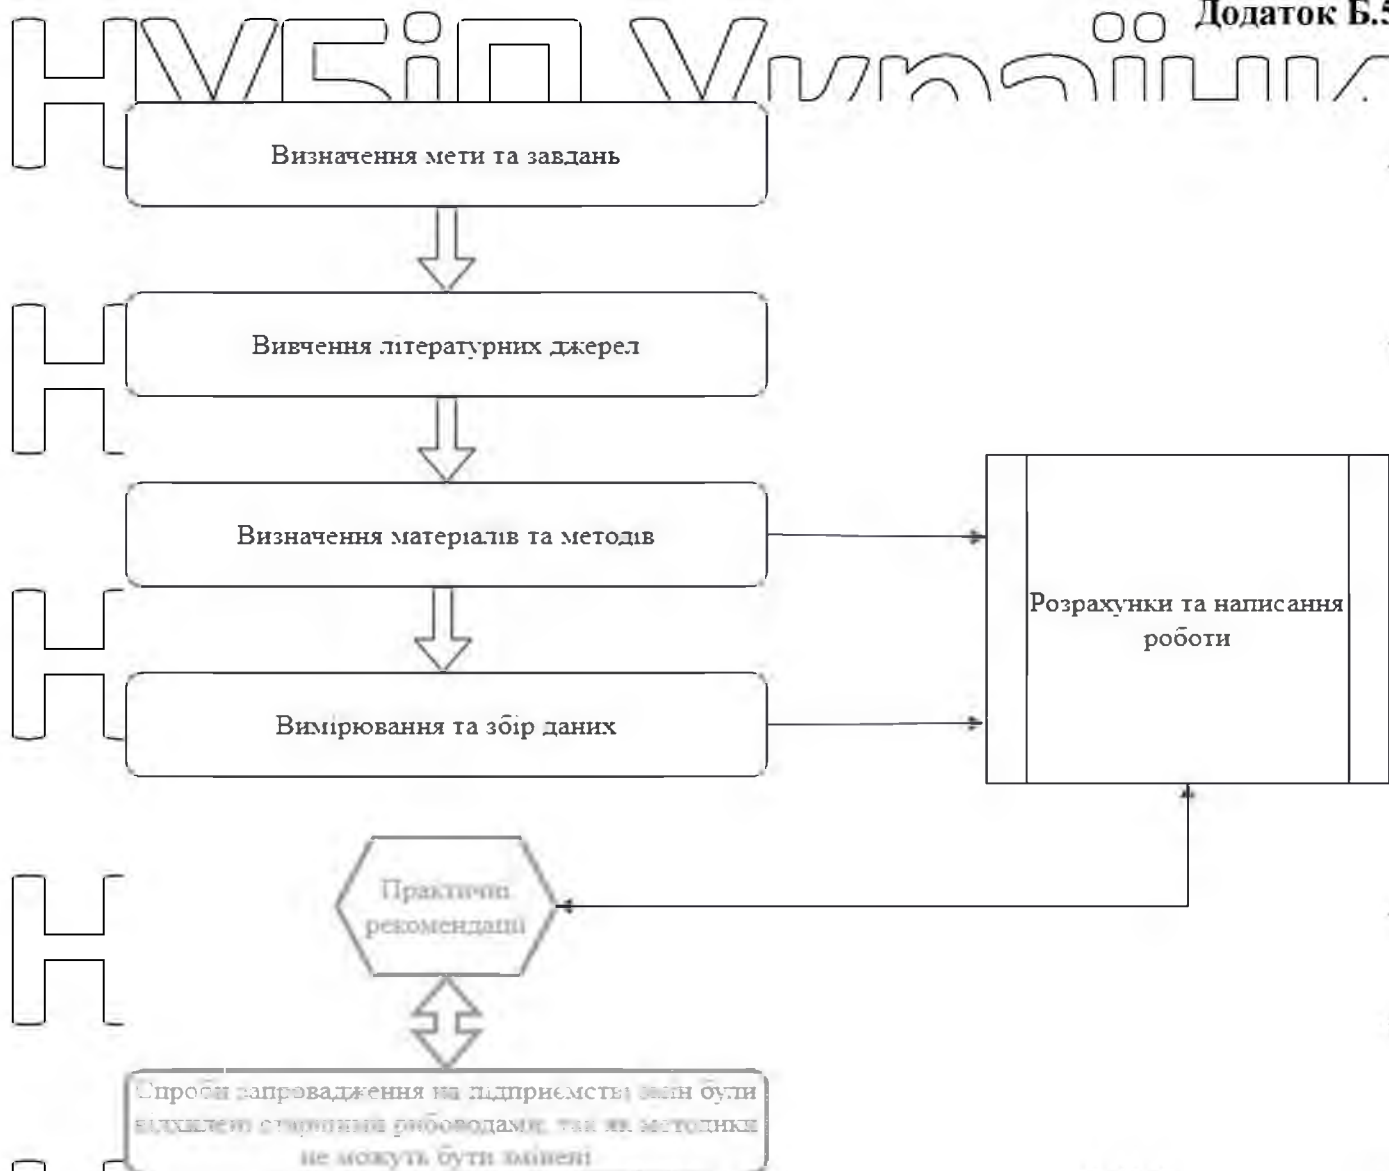 Додаток Б.5
НУБіП України
Визначення мети та завдань
Н
Вивчення літературних джерел
Визначення матеріалів та методів
Розрахунки та написання
роботи
Н
Вимірювання та збір даних
Н
Практичні
рекомендації
Спроби запровадження на підприємстві змін були
відхилені старшими рибоводами, так як методики
не можуть бути змінені